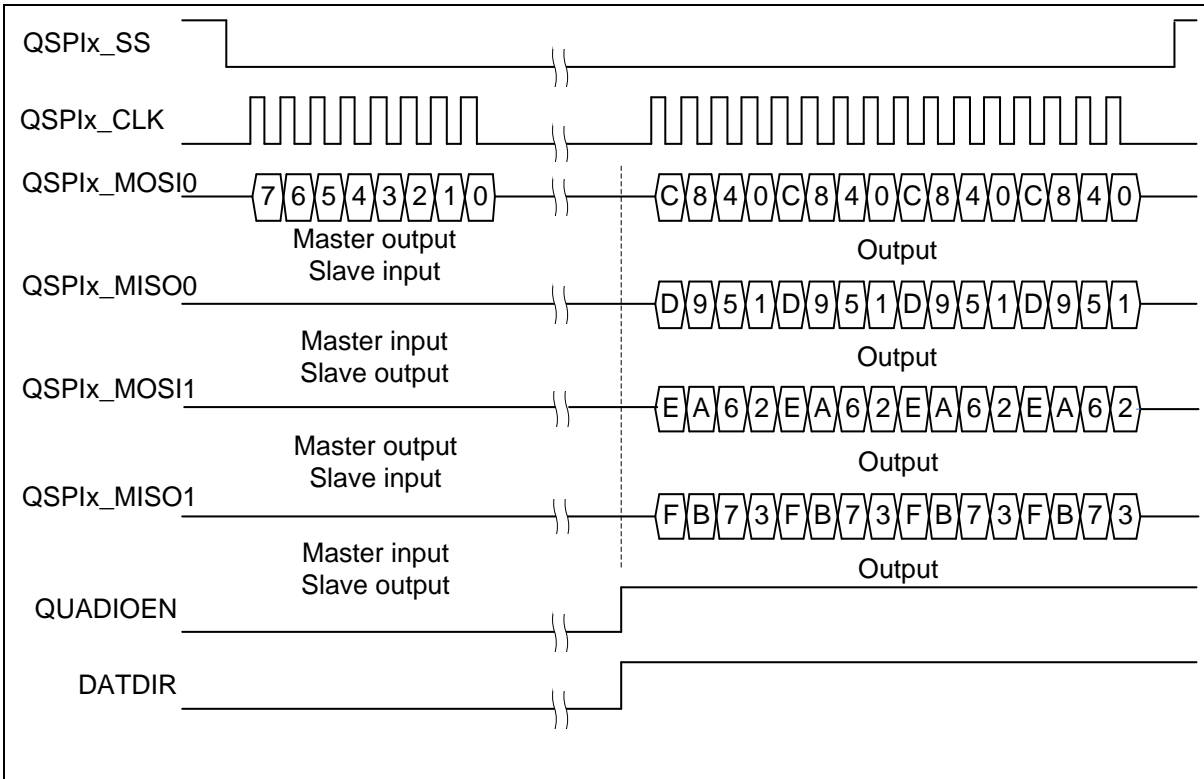 QSPIx_SS
QSPIx_CLK
QSPIx_MOSI0
7 6 5 4 3 2 1 0
C 8 4 0 C 8 4 0 C 8 4 0 C 8 4 0
Master output
Slave input
Output
QSPIx_MISO0
D 9 5 1 D 9 5 1 D 9 5 1 D 9 5 1
Master input
Slave output
Output
QSPIx_MOSI1
E A 6 2 E A 6 2 E A 6 2 E A 6 2
Master output
Slave input
Output
QSPIx_MISO1
F B 7 3 F B 7 3 F B 7 3 F B 7 3
Master input
Slave output
Output
QUADIOEN
DATDIR